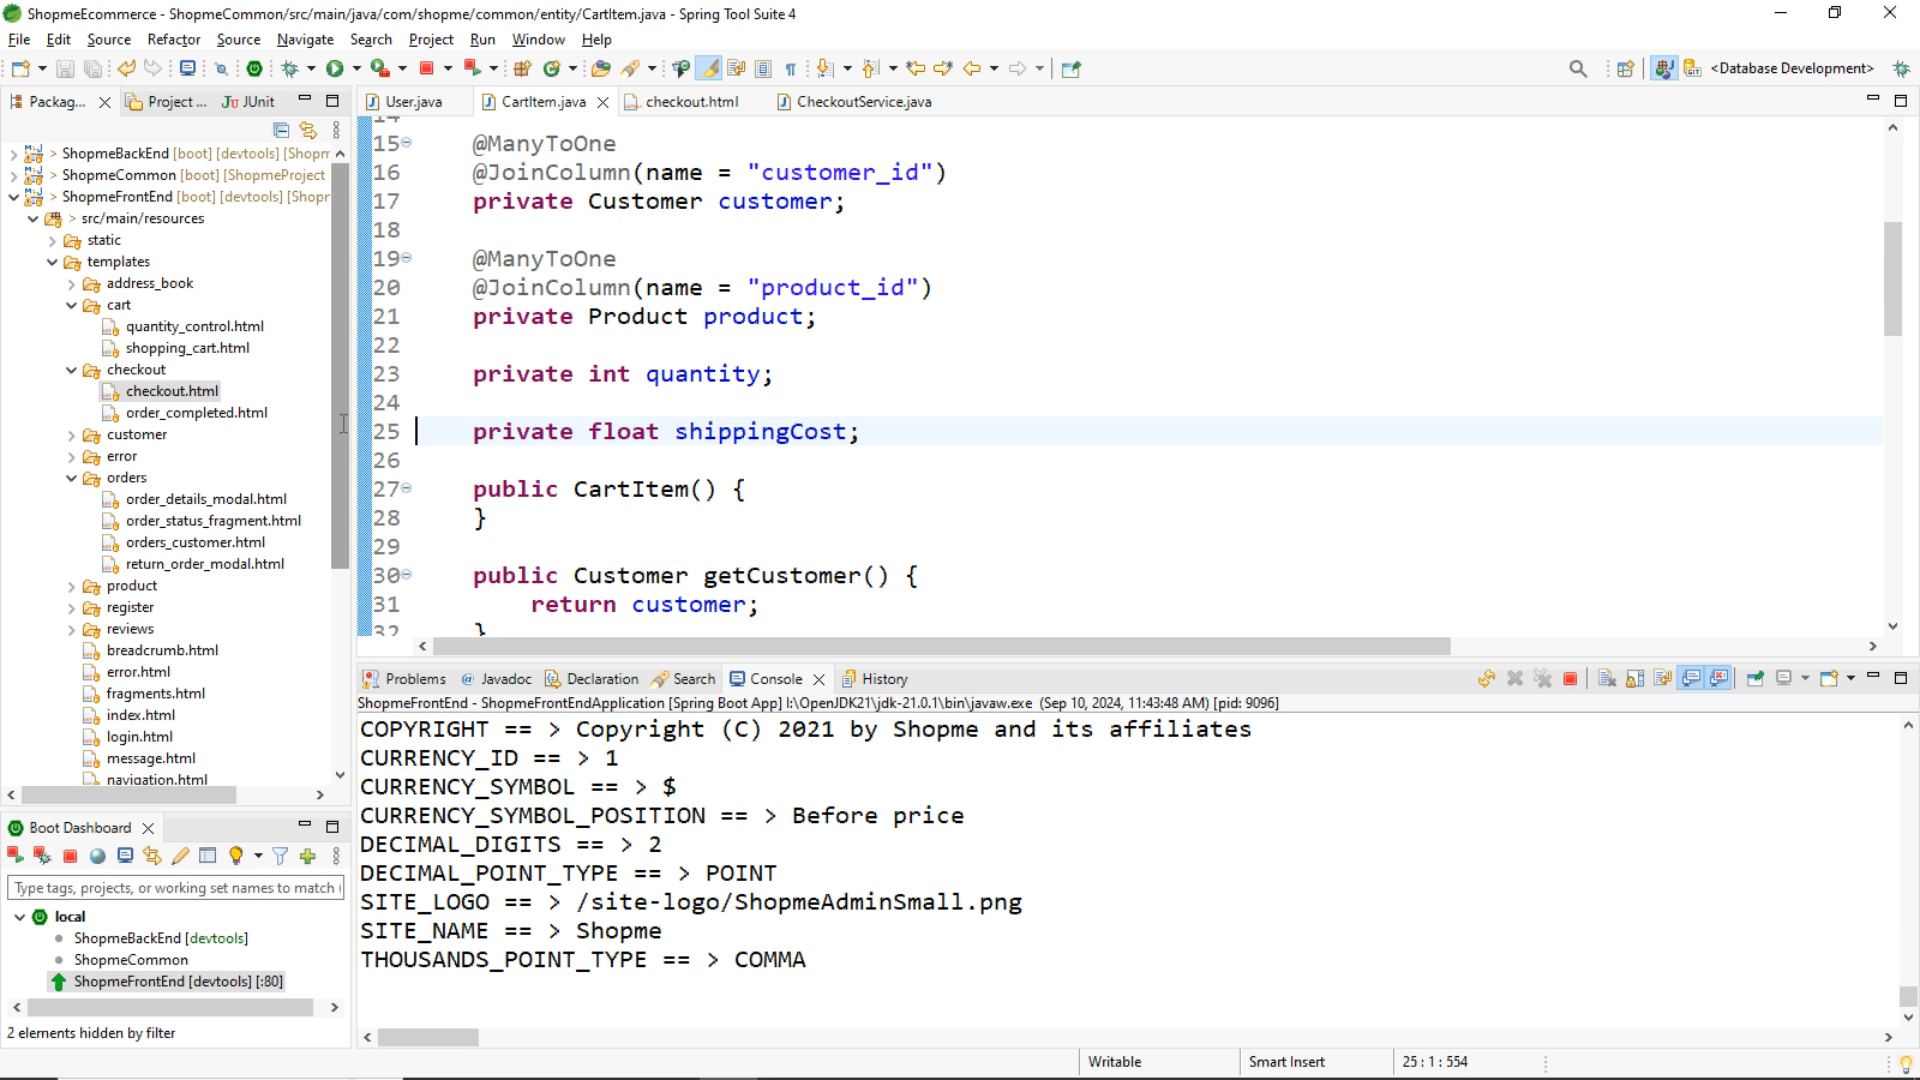 ShopmeEcommerce - ShopmeCommon/src/main/java/com/shopme/common/entity/CartItem.java - Spring Tool Suite 4
File Edit Source Refactor Source Navigate Search Project Run Window Help
<Database Development>
Packag... Project ... JUnit
User.java CartItem.java checkout.html CheckoutService.java
> ShopmeBackEnd [boot] [devtools] [Shopm
> ShopmeCommon [boot] [ShopmeProject
> ShopmeFrontEnd [boot] [devtools] [Shopr
> src/main/resources
static
templates
address_book
cart
quantity_control.html
shopping_cart.html
checkout
checkout.html
order_completed.html
customer
error
orders
order_details_modal.html
order_status_fragment.html
orders_customer.html
return_order_modal.html
product
register
reviews
breadcrumb.html
error.html
fragments.html
index.html
login.html
message.html
navigation.html
14
15 @ManyToOne
16 @JoinColumn(name = "customer_id")
17 private Customer customer;
18
19 @ManyToOne
20 @JoinColumn(name = "product_id")
21 private Product product;
22
23 private int quantity;
24
25 private float shippingCost;
26
27 public CartItem() {
28 }
29
30 public Customer getCustomer() {
31 return customer;
32 }
Boot Dashboard
Type tags, projects, or working set names to match (
local
ShopmeBackEnd [devtools]
ShopmeCommon
ShopmeFrontEnd [devtools] [:80]
2 elements hidden by filter
Problems @ Javadoc Declaration Search Console History
ShopmeFrontEnd - ShopmeFrontEndApplication [Spring Boot App] I:\OpenJDK21\jdk-21.0.1\bin\javaw.exe (Sep 10, 2024, 11:43:48 AM) [pid: 9096]
COPYRIGHT == > Copyright (C) 2021 by Shopme and its affiliates
CURRENCY_ID == > 1
CURRENCY_SYMBOL == > $
CURRENCY_SYMBOL_POSITION == > Before price
DECIMAL_DIGITS == > 2
DECIMAL_POINT_TYPE == > POINT
SITE_LOGO == > /site-logo/ShopmeAdminSmall.png
SITE_NAME == > Shopme
THOUSANDS_POINT_TYPE == > COMMA
Writable Smart Insert 25 : 1 : 554